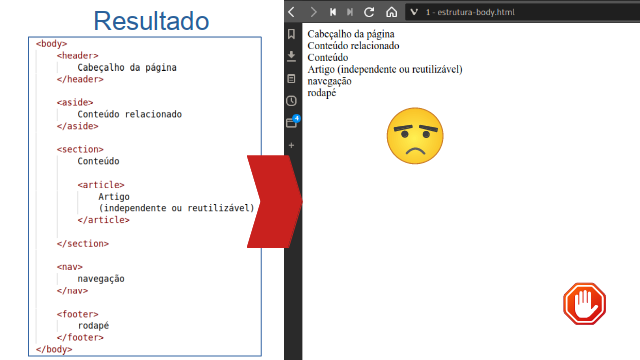 Resultado
<body>
<header>
Cabeçalho da página
</header>
<aside>
Conteúdo relacionado
</aside>
<section>
Conteúdo
<article>
Artigo
(independente ou reutilizável)
</article>
</section>
<nav>
navegação
</nav>
<footer>
rodapé
</footer>
</body>
1 - estrutura-body.html
4
Cabeçalho da página
Conteúdo relacionado
Conteúdo
Artigo (independente ou reutilizável)
navegação
rodapé